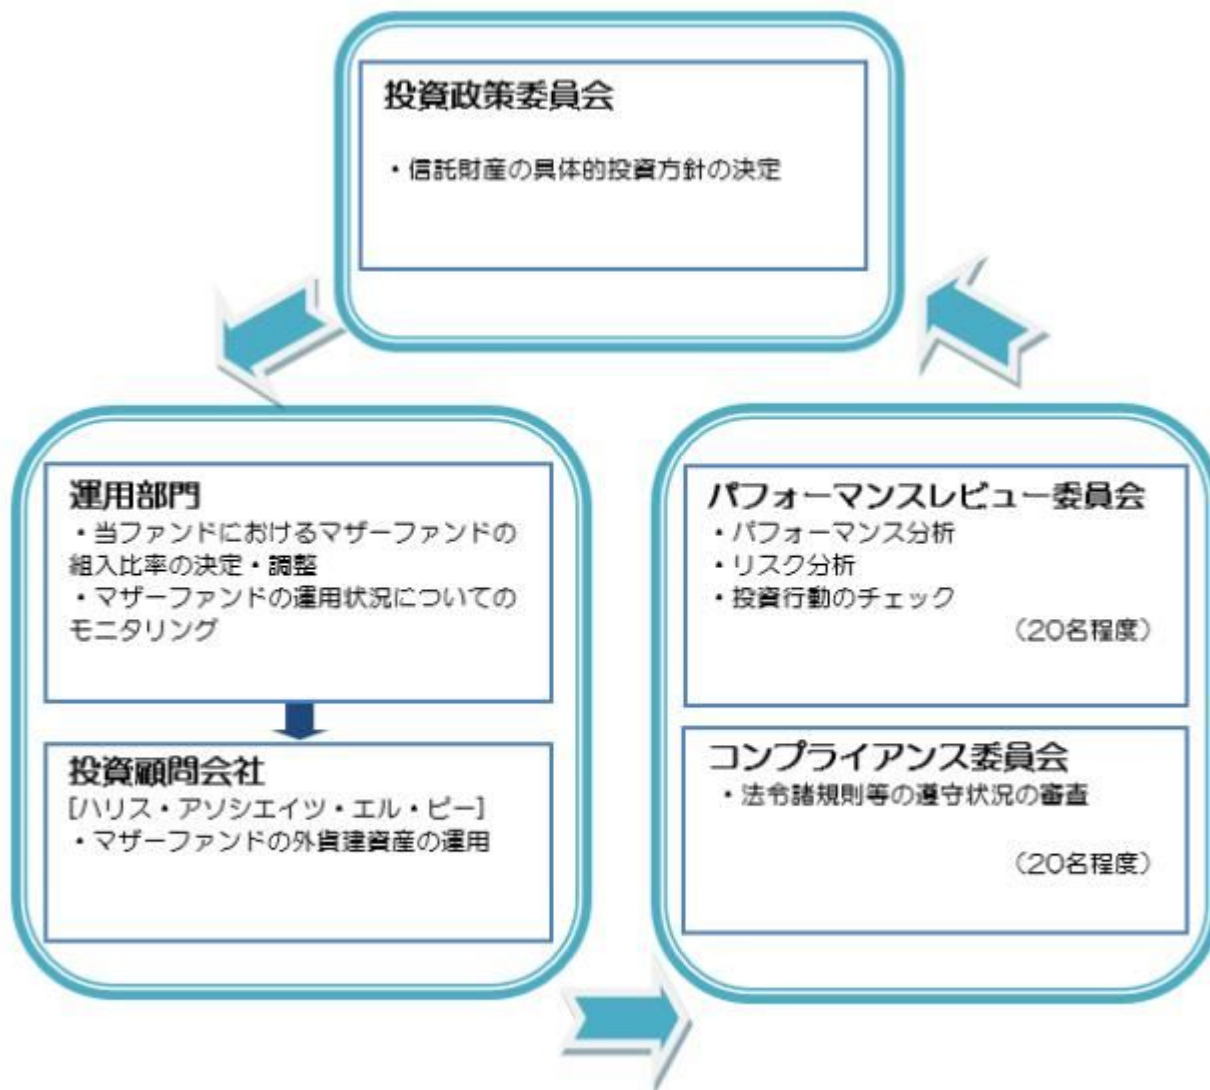 投資政策委員会
・信託財産の具体的投資方針の決定
運用部門
・当ファンドにおけるマザーファンドの
組入比率の決定・調整
・マザーファンドの運用状況についての
モニタリング
投資顧問会社
[ハリス・アソシエイツ・エル・ピー]
・マザーファンドの外貨建資産の運用
パフォーマンスレビュー委員会
・パフォーマンス分析
・リスク分析
・投資行動のチェック
（20名程度）
コンプライアンス委員会
・法令諸規則等の遵守状況の審査
（20名程度）